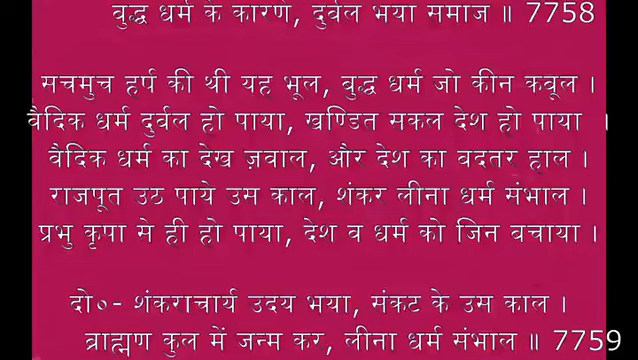 बुद्ध धर्म के कारणे, दुर्बल भया समाज ॥ 7758
सचमुच हर्ष की थी यह भूल, बुद्ध धर्म जो कीन कबूल ।
वैदिक धर्म दुर्बल हो पाया, खण्डित सकल देश हो पाया ।
वैदिक धर्म का देख ज़वाल, और देश का बदतर हाल ।
राजपूत उठ पाये उस काल, शंकर लीना धर्म संभाल ।
प्रभु कृपा से ही हो पाया, देश व धर्म को जिन बचाया ।
दो०- शंकराचार्य उदय भया, संकट के उस काल ।
ब्राह्मण कुल में जन्म कर, लीना धर्म संभाल ॥ 7759